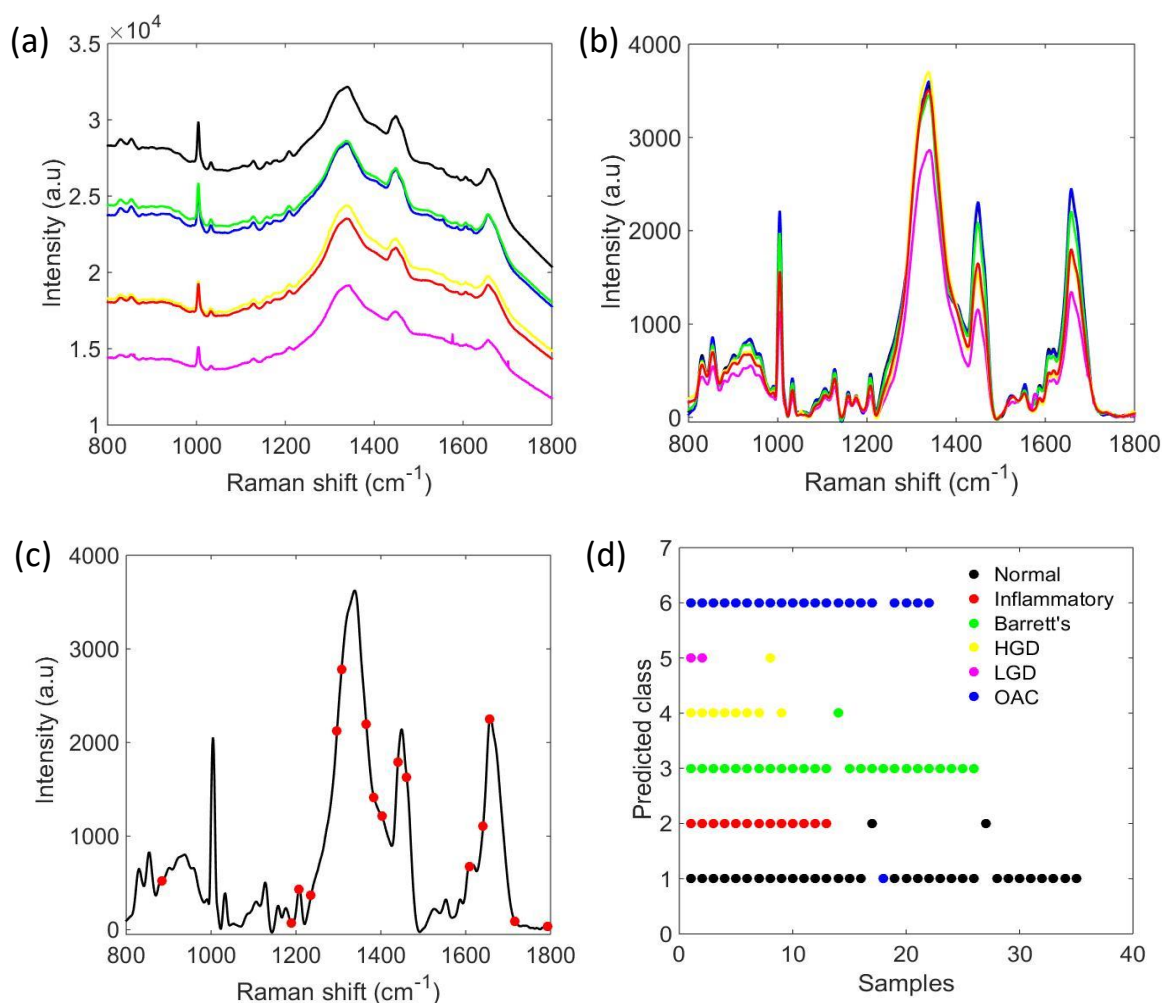 (a)
×10⁴
3.5
3
2.5
2
1.5
1
Intensity (a.u)
800 1000 1200 1400 1600 1800
Raman shift (cm⁻¹)
(b)
4000
3000
2000
1000
0
Intensity (a.u)
800 1000 1200 1400 1600 1800
Raman shift (cm⁻¹)
(c)
4000
3000
2000
1000
0
Intensity (a.u)
800 1000 1200 1400 1600 1800
Raman shift (cm⁻¹)
(d)
7
6
5
4
3
2
1
0
Predicted class
Normal
Inflammatory
Barrett's
HGD
LGD
OAC
0 10 20 30 40
Samples